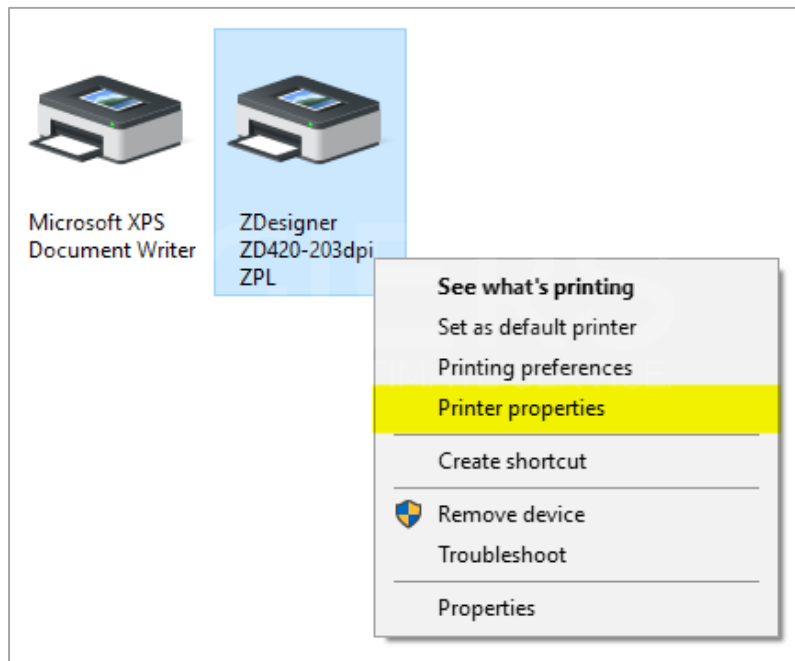 Microsoft XPS
Document Writer
ZDesigner
ZD420-203dpi
ZPL
See what's printing
Set as default printer
Printing preferences
Printer properties
Create shortcut
Remove device
Troubleshoot
Properties